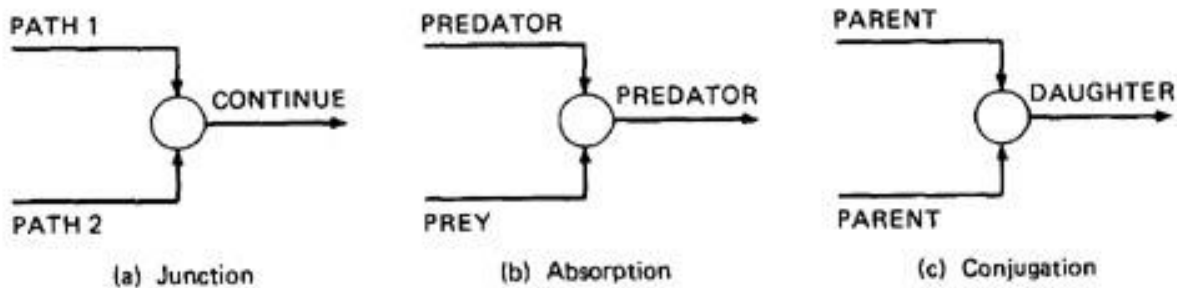 PATH 1
CONTINUE
PATH 2
(a) Junction
PREDATOR
PREDATOR
PREY
(b) Absorption
PARENT
DAUGHTER
PARENT
(c) Conjugation